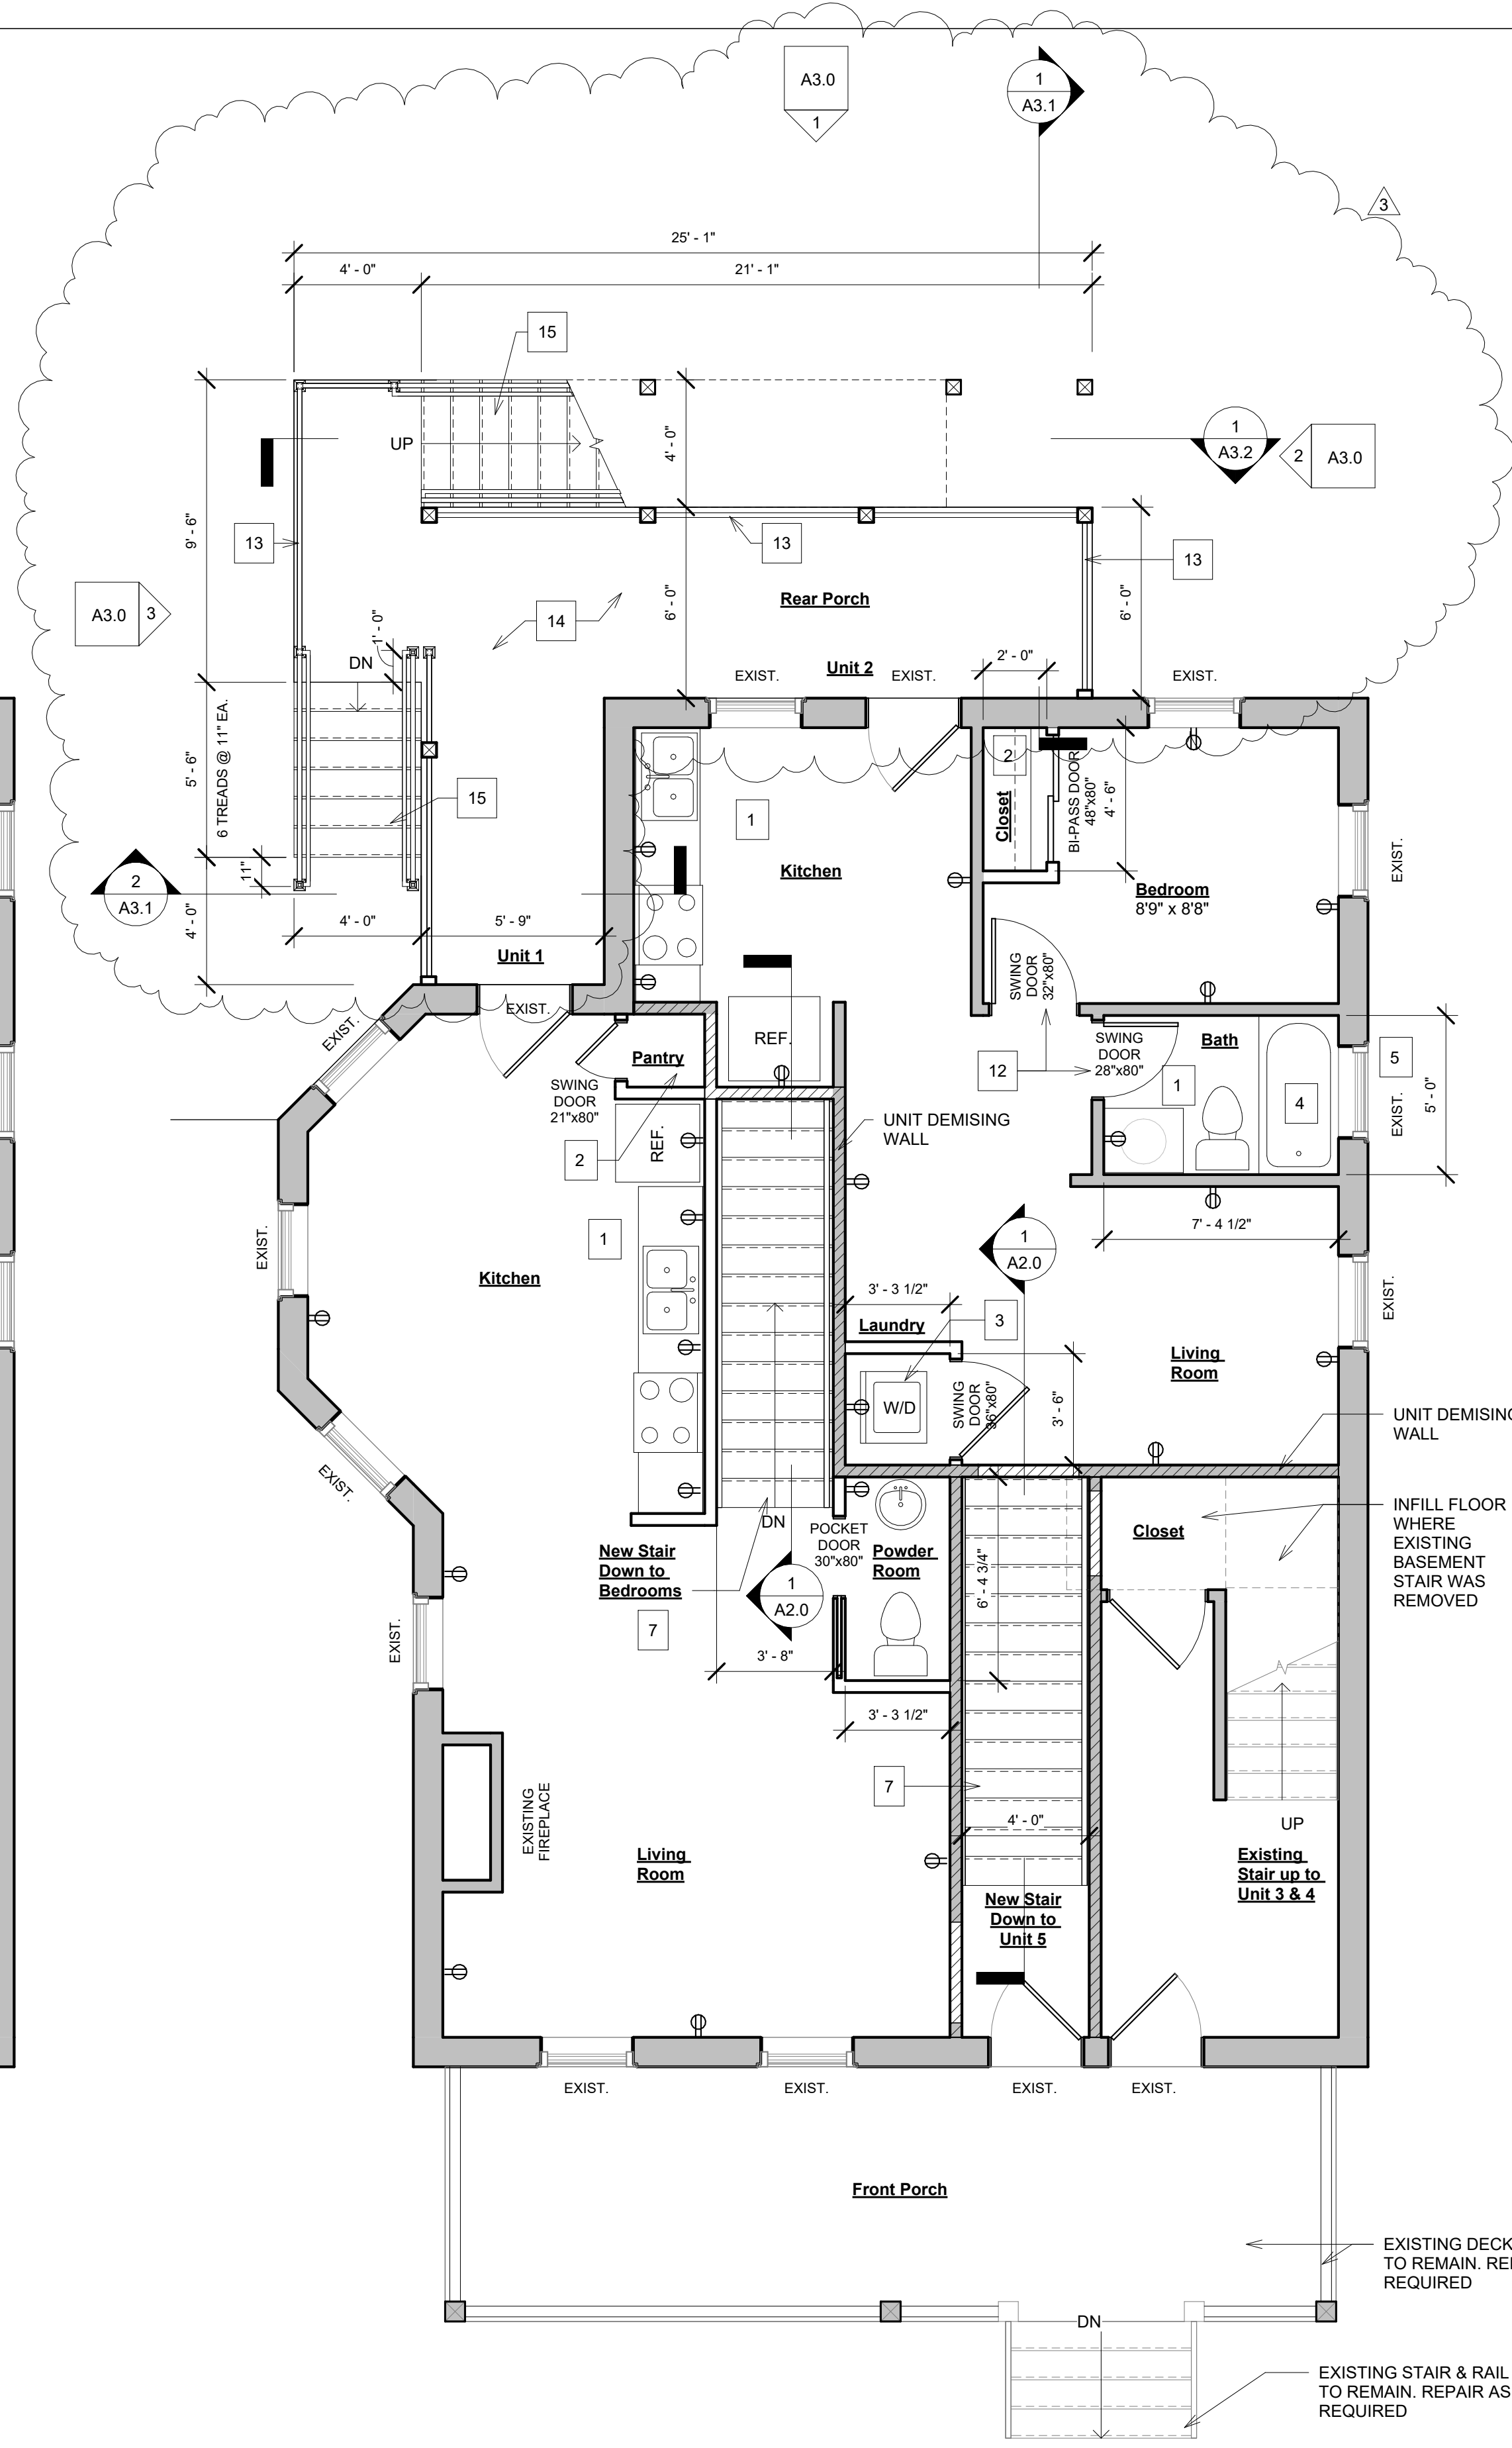 A3.0
1
1
A3.1
3
25' - 1"
4' - 0"
21' - 1"
15
UP
4' - 0"
1
A3.2
2
A3.0
9' - 6"
13
13
13
A3.0
3
14
6' - 0"
Rear Porch
6' - 0"
1' - 0"
DN
Unit 2
2' - 0"
EXIST.
EXIST.
EXIST.
5' - 6"
6 TREADS @ 11" EA.
15
2
Closet
BI-PASS DOOR
48"x80"
4' - 6"
1
Kitchen
EXIST.
Bedroom
8'9" x 8'8"
2
A3.1
11"
4' - 0"
4' - 0"
5' - 9"
Unit 1
SWING
DOOR
32"x80"
EXIST.
EXIST.
REF.
Pantry
SWING
DOOR
21"x80"
12
SWING
DOOR
28"x80"
Bath
1
4
5
EXIST.
5' - 0"
UNIT DEMISING
WALL
2
REF.
1
EXIST.
Kitchen
1
A2.0
7' - 4 1/2"
3' - 3 1/2"
3
Laundry
EXIST.
Living
Room
W/D
SWING
DOOR
36"x80"
3' - 6"
UNIT DEMISING
WALL
EXIST.
INFILL FLOOR
WHERE
EXISTING
BASEMENT
STAIR WAS
REMOVED
Closet
DN
POCKET
DOOR
30"x80"
Powder
Room
New Stair
Down to
Bedrooms
1
A2.0
6' - 4 3/4"
7
EXIST.
3' - 8"
3' - 3 1/2"
7
EXISTING
FIREPLACE
4' - 0"
UP
Living
Room
Existing
Stair up to
Unit 3 & 4
New Stair
Down to
Unit 5
EXIST.
EXIST.
EXIST.
EXIST.
Front Porch
EXISTING DECK
TO REMAIN.
REQUIRED
DN
EXISTING STAIR & RAIL
TO REMAIN. REPAIR AS
REQUIRED